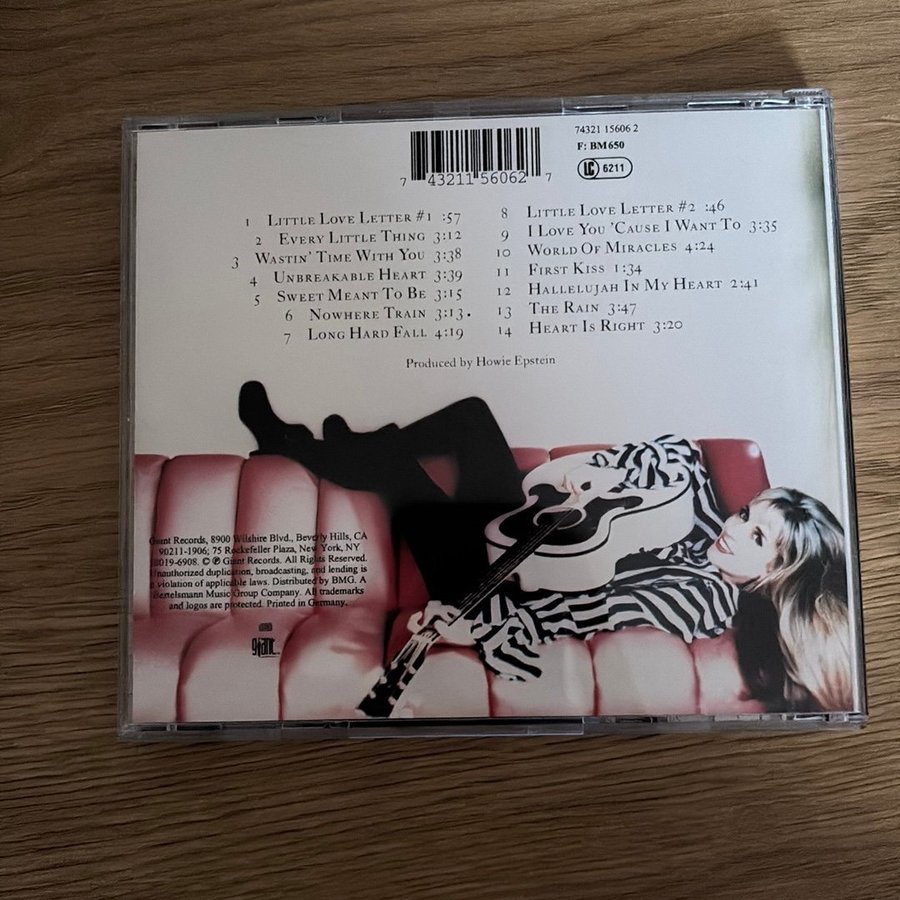 74321 15606 2
F: BM 650
LC 6211
7 43211 56062 7
1 LITTLE LOVE LETTER #1 :57
2 EVERY LITTLE THING 3:12
3 WASTIN' TIME WITH YOU 3:38
4 UNBREAKABLE HEART 3:39
5 SWEET MEANT TO BE 3:15
6 NOWHERE TRAIN 3:13.
7 LONG HARD FALL 4:19
8 LITTLE LOVE LETTER #2 :46
9 I LOVE YOU 'CAUSE I WANT TO 3:35
10 WORLD OF MIRACLES 4:24
11 FIRST KISS 1:34
12 HALLELUJAH IN MY HEART 2:41
13 THE RAIN 3:47
14 HEART IS RIGHT 3:20
Produced by Howie Epstein
Giant Records, 8900 Wilshire Blvd., Beverly Hills, CA
90211-1906; 75 Rockefeller Plaza, New York, NY
10019-6908. © ℗ Giant Records. All Rights Reserved.
Unauthorized duplication, broadcasting, and lending is
a violation of applicable laws. Distributed by BMG. A
Bertelsmann Music Group Company. All trademarks
and logos are protected. Printed in Germany.
giant